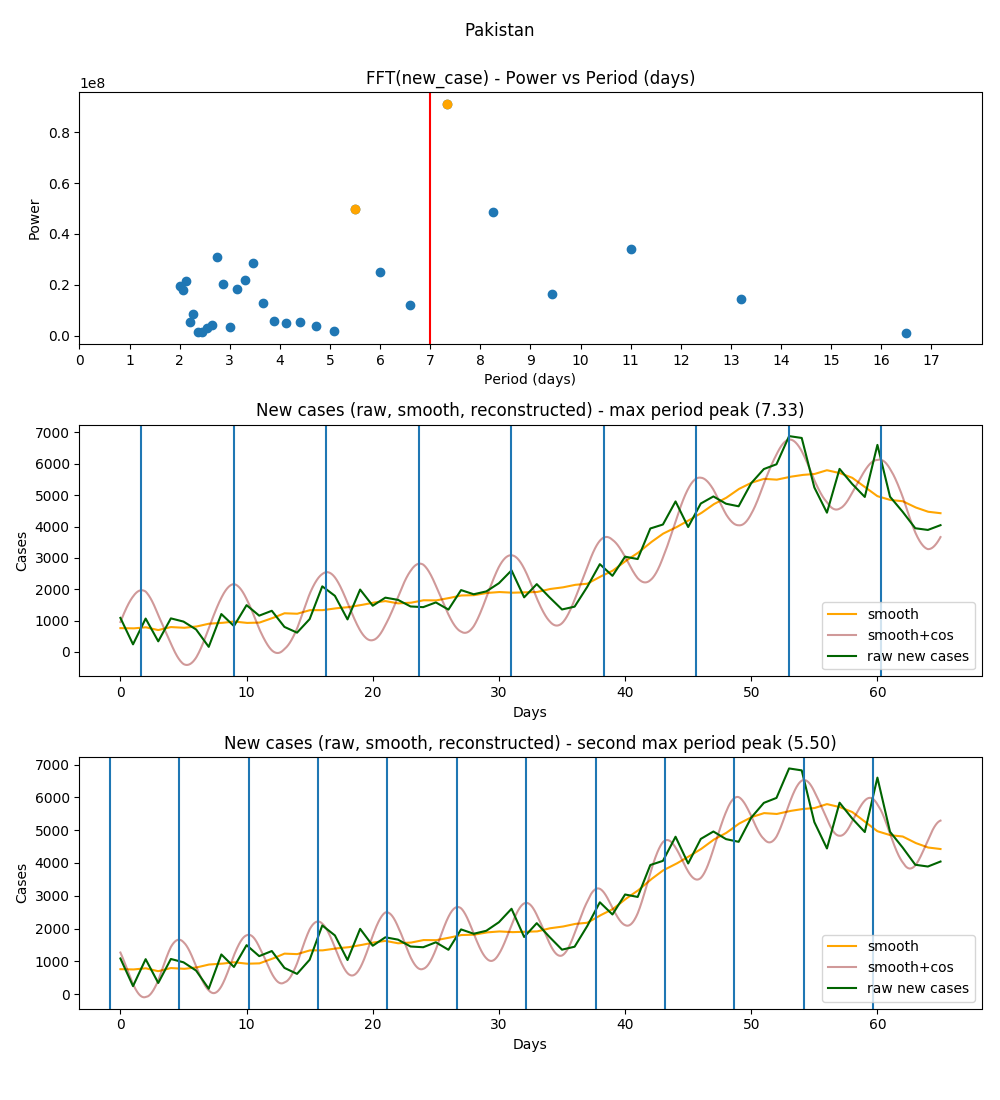 Pakistan
FFT(new_case) - Power vs Period (days)
1e8
0.8
0.6
0.4
0.2
0.0
Power
0 1 2 3 4 5 6 7 8 9 10 11 12 13 14 15 16 17
Period (days)
New cases (raw, smooth, reconstructed) - max period peak (7.33)
7000
6000
5000
4000
3000
2000
1000
0
Cases
smooth
smooth+cos
raw new cases
0 10 20 30 40 50 60
Days
New cases (raw, smooth, reconstructed) - second max period peak (5.50)
7000
6000
5000
4000
3000
2000
1000
0
Cases
smooth
smooth+cos
raw new cases
0 10 20 30 40 50 60
Days